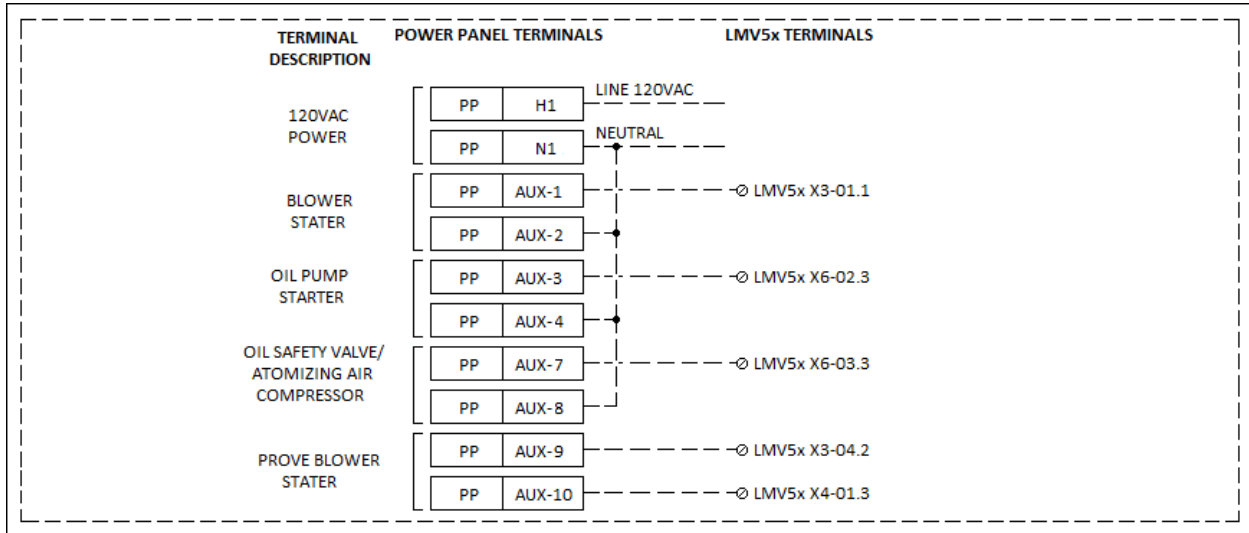 TERMINAL DESCRIPTION
POWER PANEL TERMINALS
LMV5x TERMINALS
120VAC
POWER
PP H1 LINE 120VAC
PP N1 NEUTRAL
BLOWER
STATER
PP AUX-1 LMV5x X3-01.1
PP AUX-2
OIL PUMP
STARTER
PP AUX-3 LMV5x X6-02.3
PP AUX-4
OIL SAFETY VALVE/
ATOMIZING AIR
COMPRESSOR
PP AUX-7 LMV5x X6-03.3
PP AUX-8
PROVE BLOWER
STATER
PP AUX-9 LMV5x X3-04.2
PP AUX-10 LMV5x X4-01.3